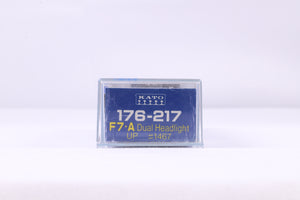 KATO
176-217
F7-A Dual Headlight
UP #1467